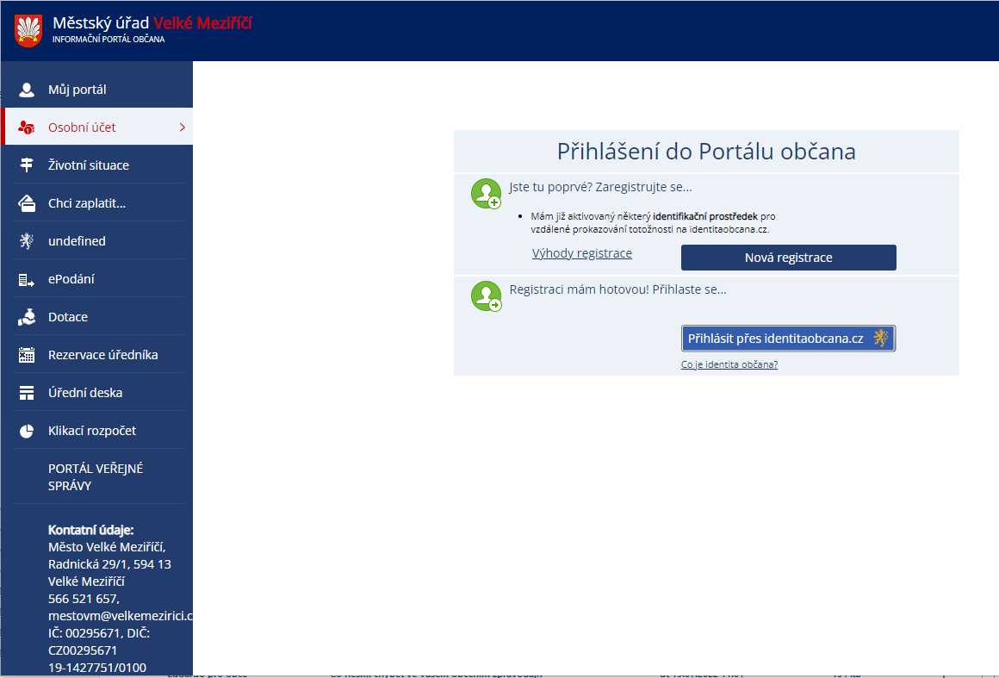 Městský úřad Velké Meziříčí
INFORMAČNÍ PORTÁL OBČANA
Můj portál
Osobní účet
Životní situace
Chci zaplatit...
undefined
ePodání
Dotace
Rezervace úředníka
Úřední deska
Klikací rozpočet
PORTÁL VEŘEJNÉ
SPRÁVY
Kontatní údaje:
Město Velké Meziříčí,
Radnická 29/1, 594 13
Velké Meziříčí
566 521 657,
mestovm@velkemezirici.c
IČ: 00295671, DIČ:
CZ00295671
19-1427751/0100
Přihlášení do Portálu občana
Jste tu poprvé? Zaregistrujte se...
• Mám již aktivovaný některý identifikační prostředek pro
vzdálené prokazování totožnosti na identitaobcana.cz.
Výhody registrace
Nová registrace
Registraci mám hotovou! Přihlaste se...
Přihlásit přes identitaobcana.cz
Co je identita občana?